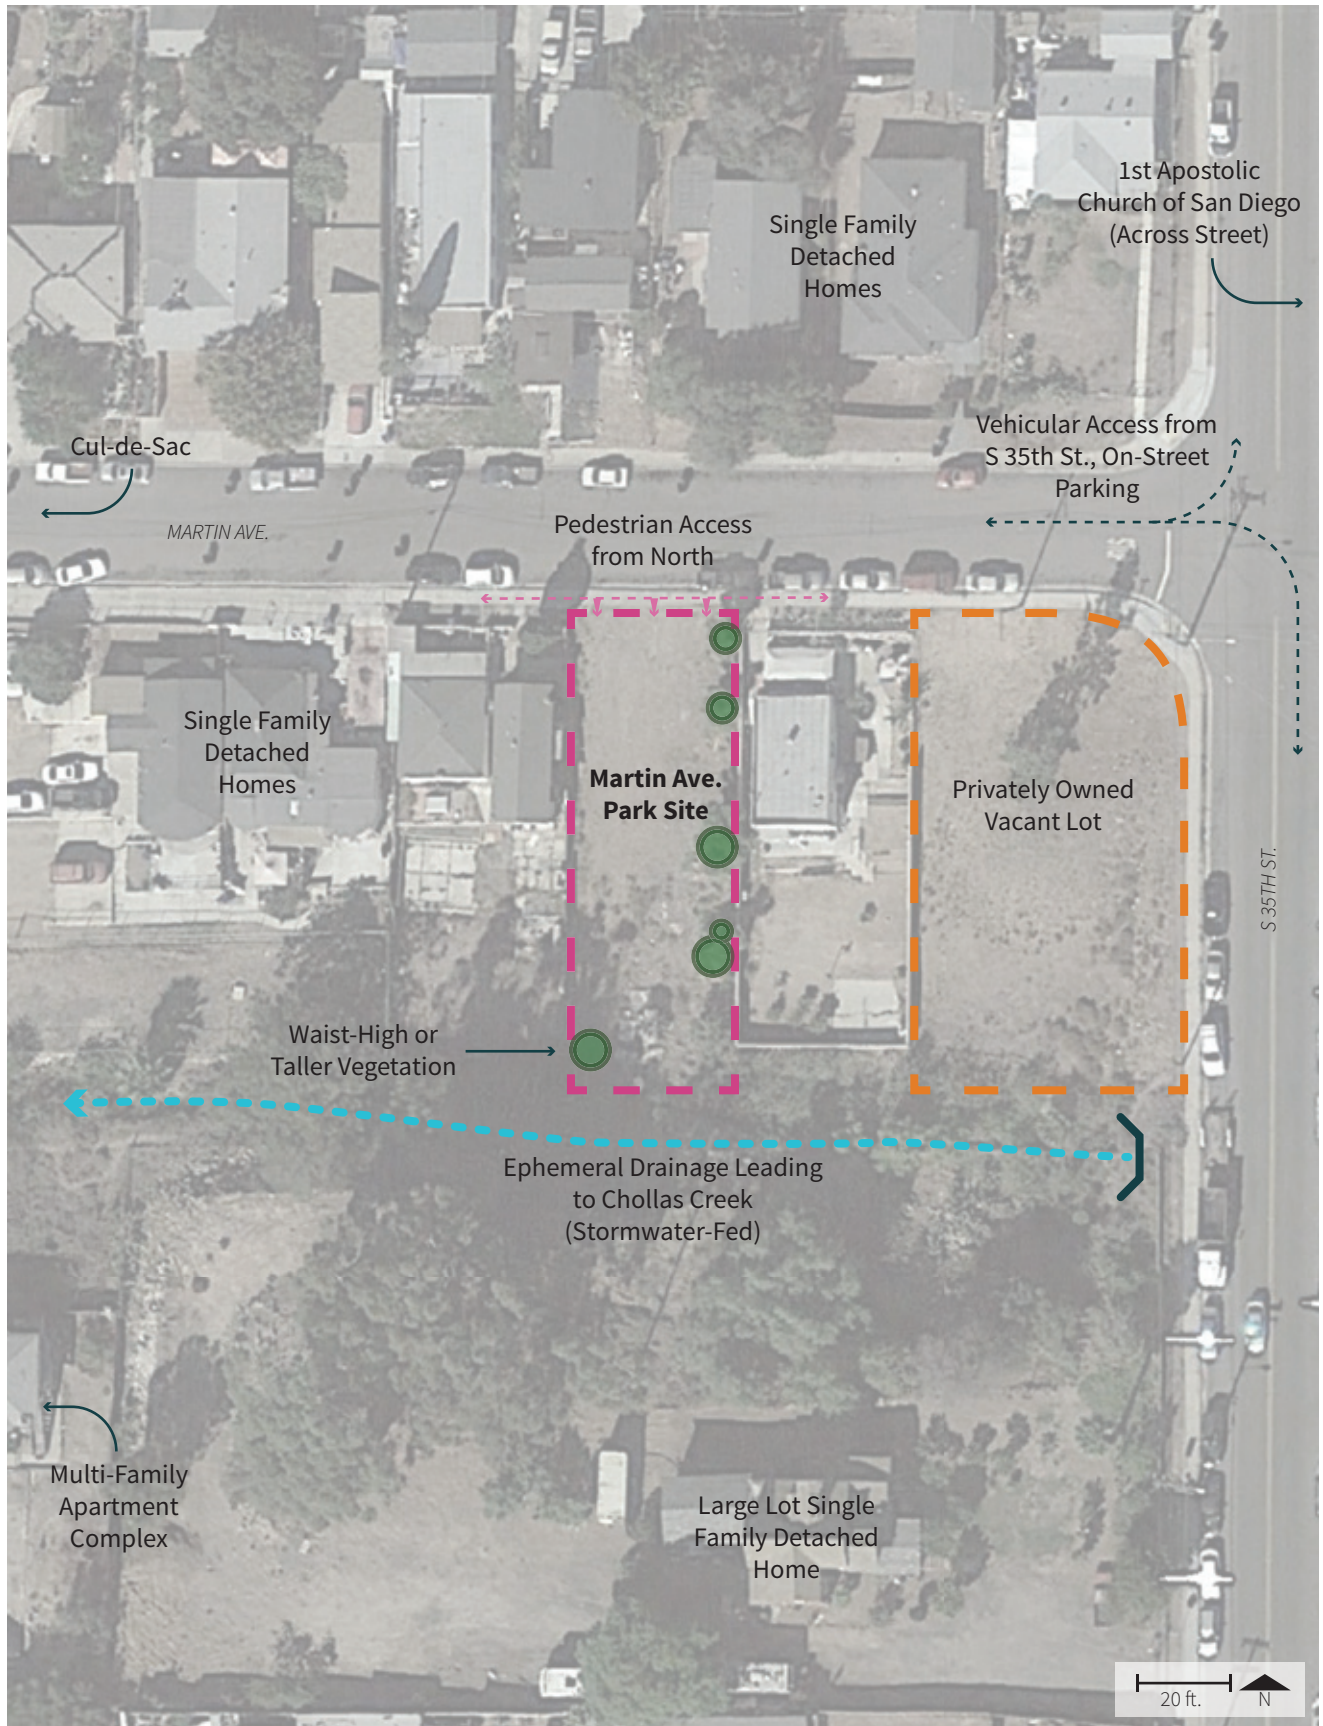 1st Apostolic
Church of San Diego
(Across Street)
Single Family
Detached
Homes
Cul-de-Sac
Vehicular Access from
S 35th St., On-Street
Parking
MARTIN AVE.
Pedestrian Access
from North
Single Family
Detached
Homes
Martin Ave.
Park Site
Privately Owned
Vacant Lot
S 35TH ST.
Waist-High or
Taller Vegetation
Ephemeral Drainage Leading
to Chollas Creek
(Stormwater-Fed)
Multi-Family
Apartment
Complex
Large Lot Single
Family Detached
Home
20 ft.
N